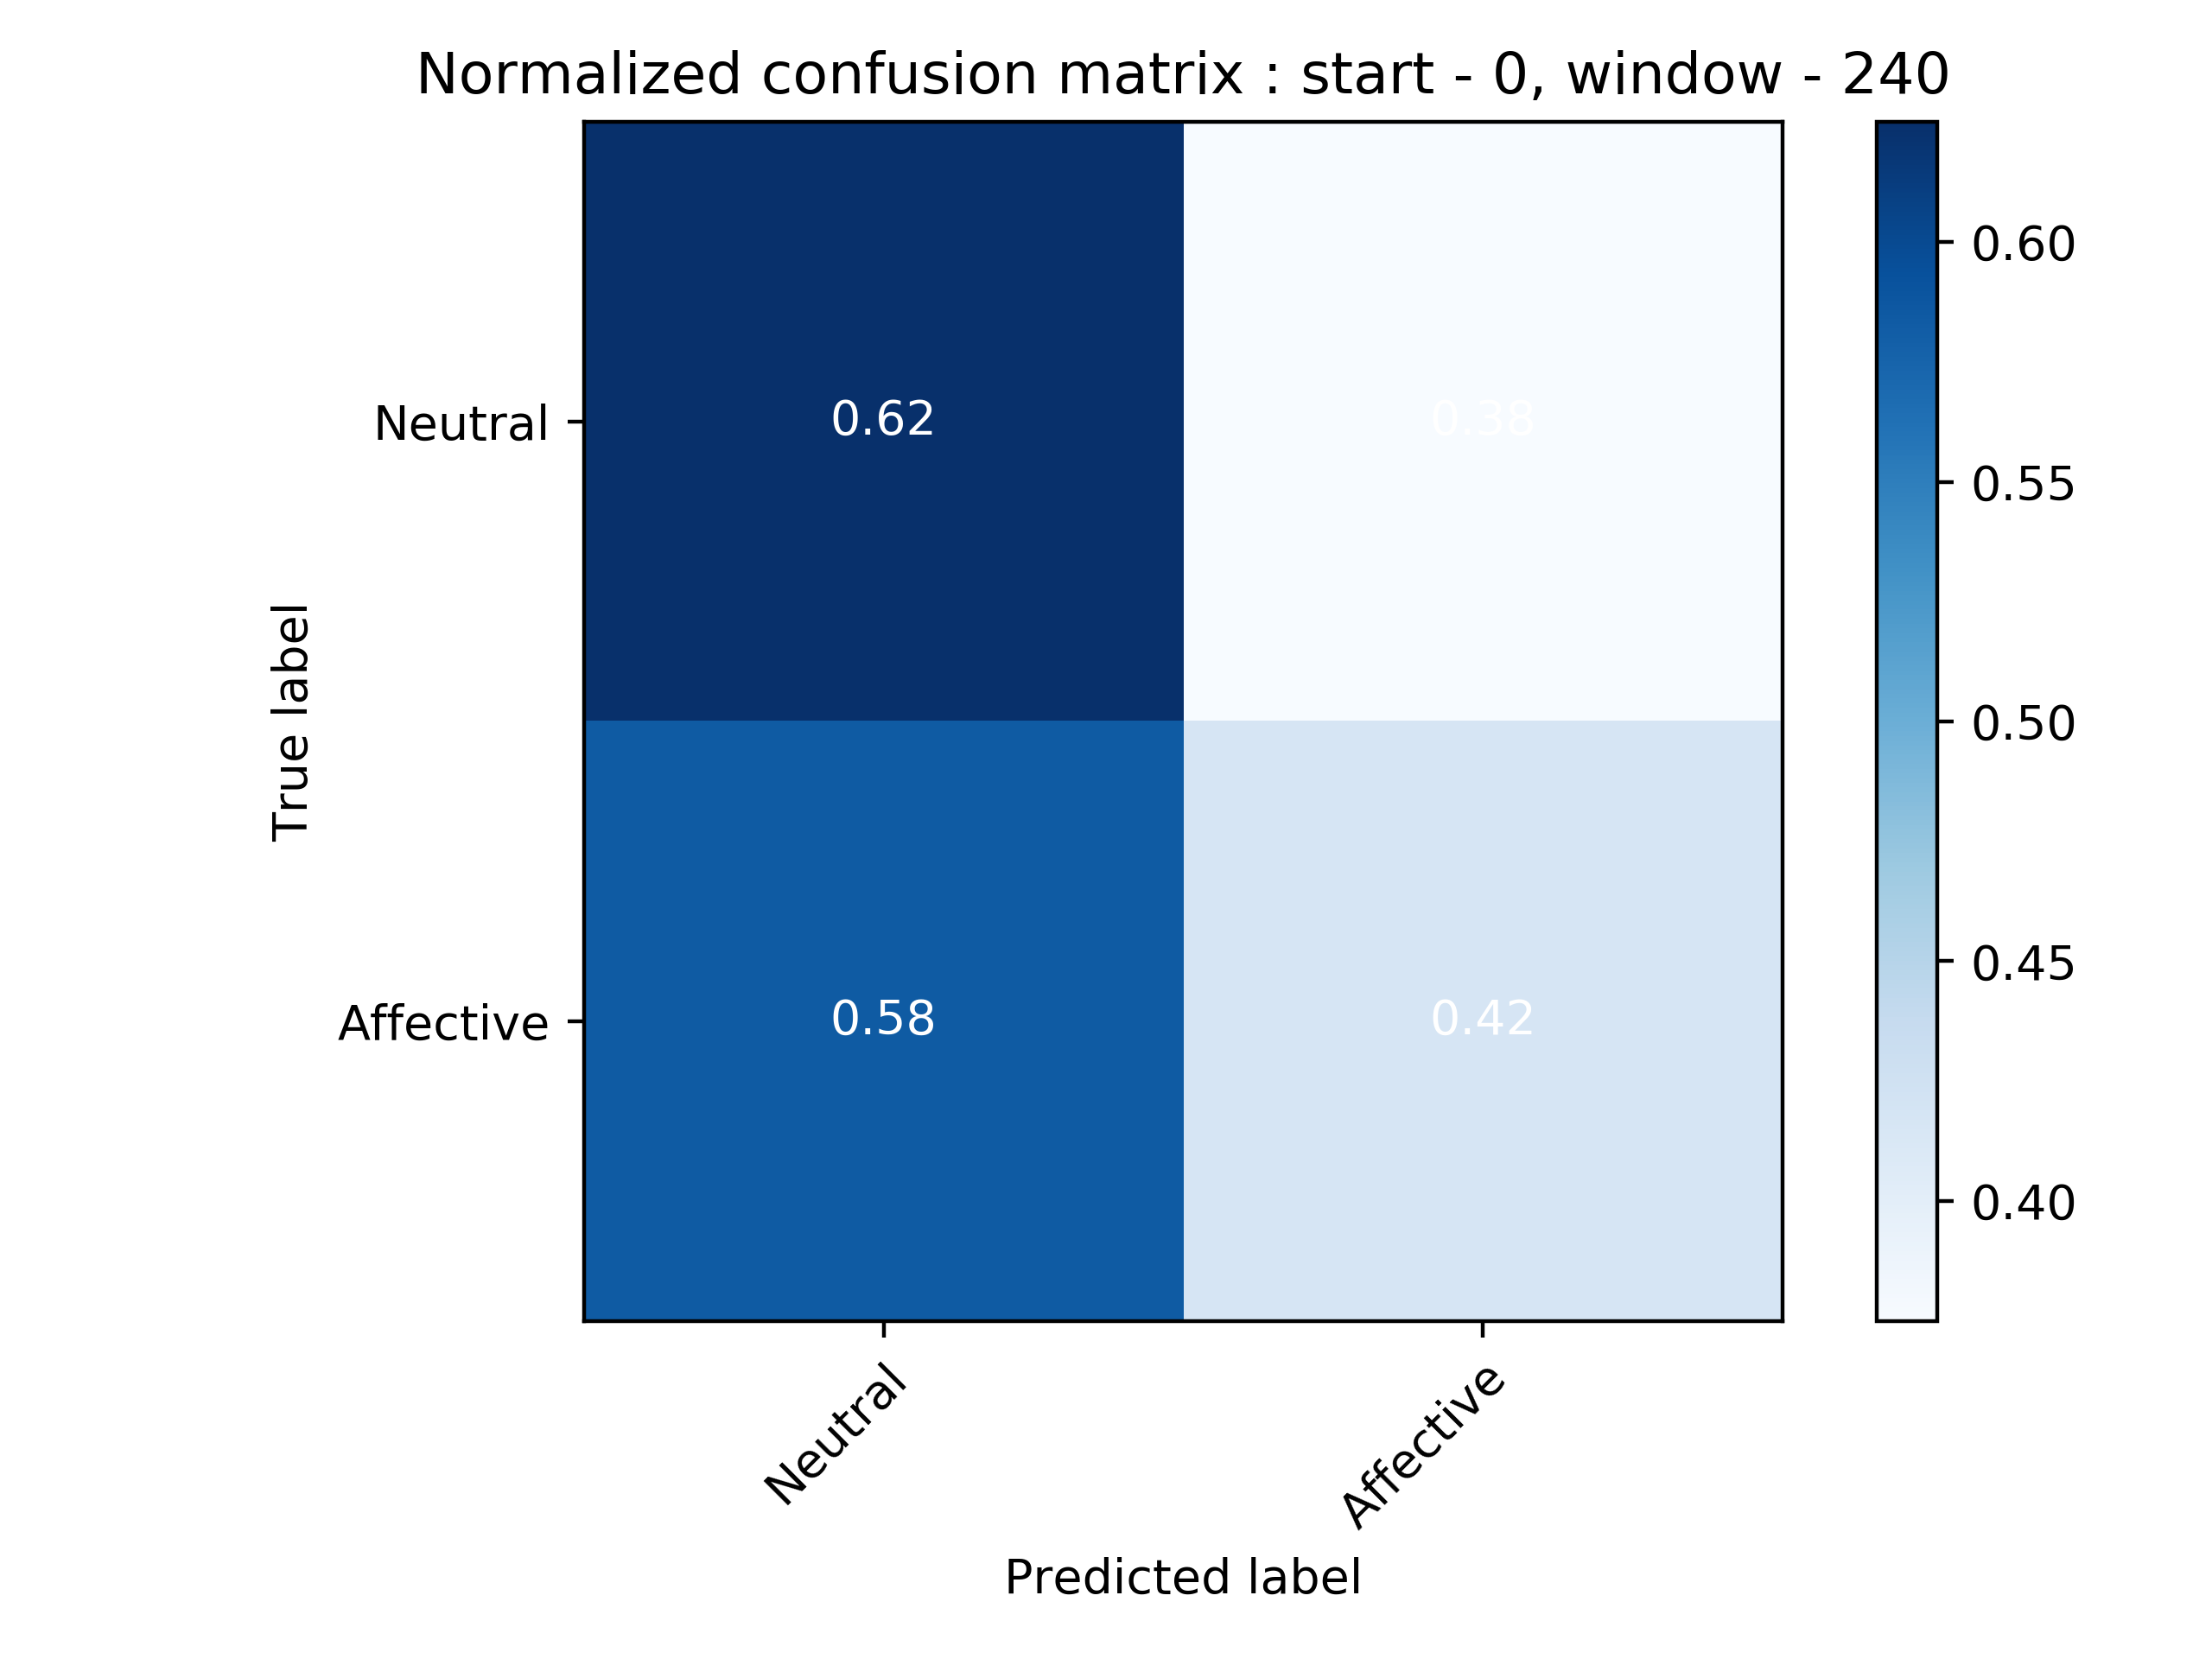 Normalized confusion matrix : start - 0, window - 240
True label
Neutral
Affective
0.62
0.38
0.58
0.42
Neutral
Affective
Predicted label
0.60
0.55
0.50
0.45
0.40